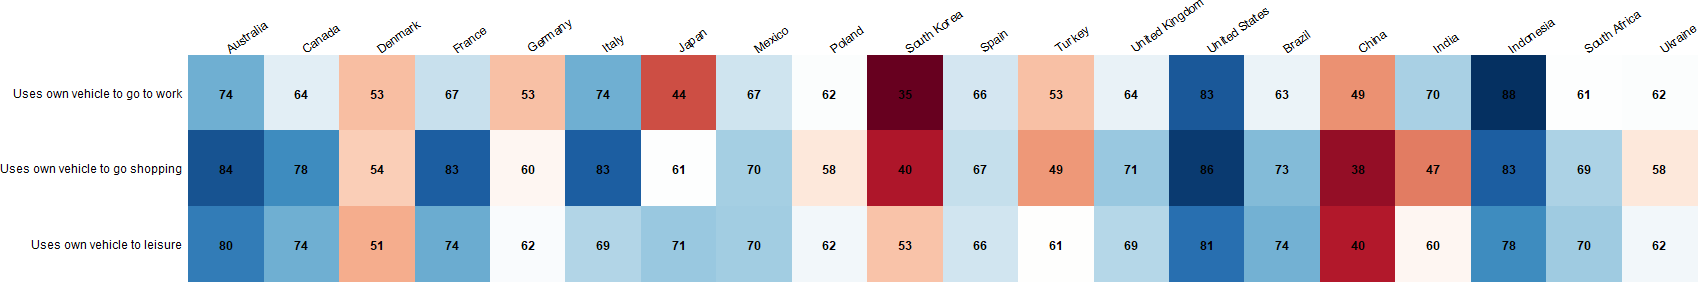 Australia Canada Denmark France Germany Italy Japan Mexico Poland South Korea Spain Turkey United Kingdom United States Brazil China India Indonesia South Africa Ukraine
Uses own vehicle to go to work 74 64 53 67 53 74 44 67 62 35 66 53 64 83 63 49 70 88 61 62
Uses own vehicle to go shopping 84 78 54 83 60 83 61 70 58 40 67 49 71 86 73 38 47 83 69 58
Uses own vehicle to leisure 80 74 51 74 62 69 71 70 62 53 66 61 69 81 74 40 60 78 70 62